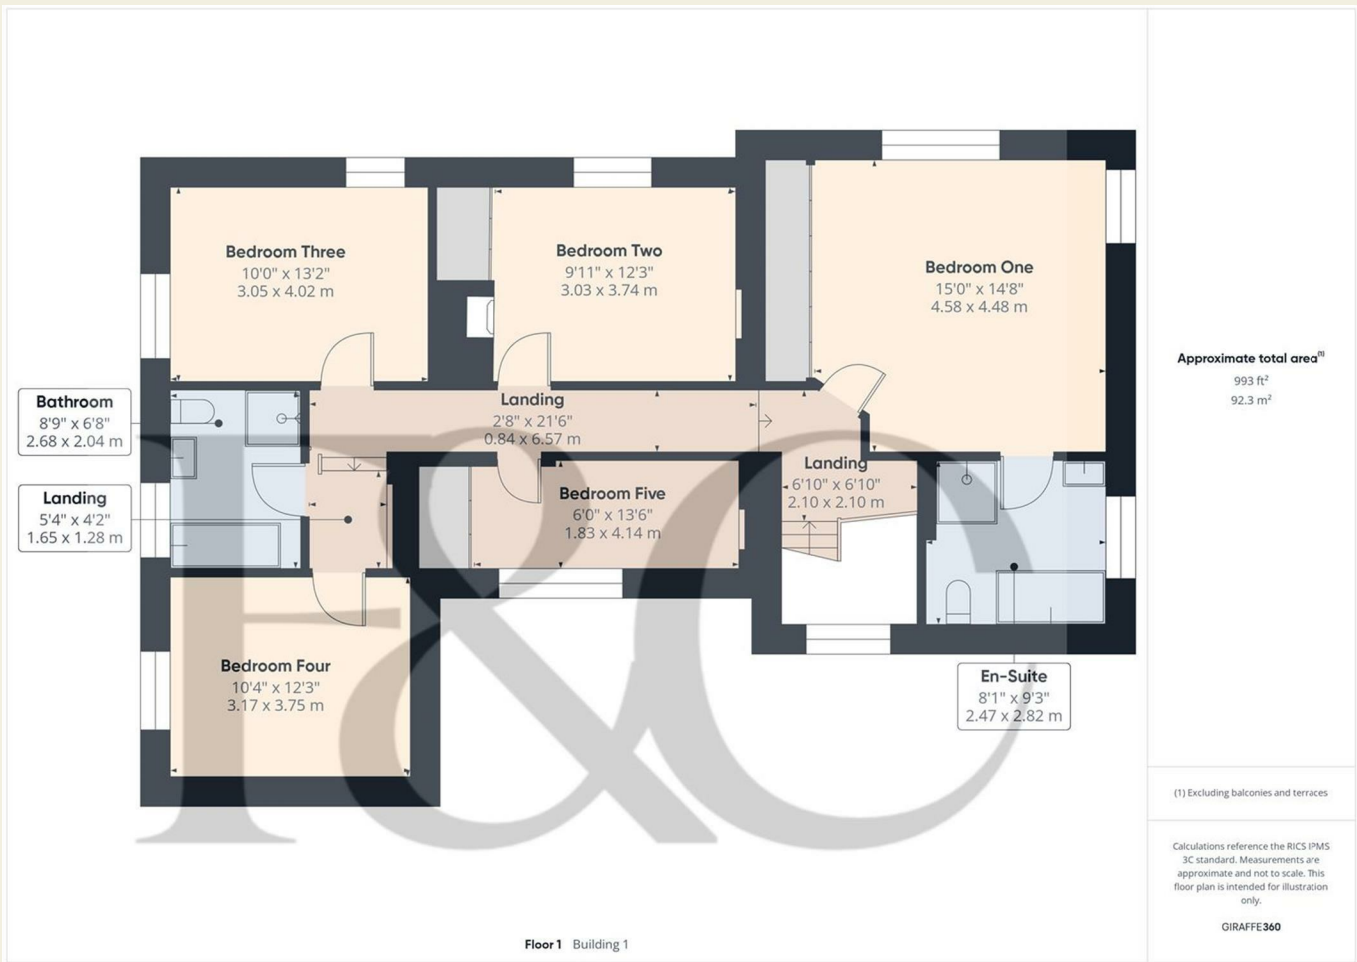 Bedroom Three
10'0" x 13'2"
3.05 x 4.02 m
Bedroom Two
9'11" x 12'3"
3.03 x 3.74 m
Bedroom One
15'0" x 14'8"
4.58 x 4.48 m
Bathroom
8'9" x 6'8"
2.68 x 2.04 m
Landing
2'8" x 21'6"
0.84 x 6.57 m
Landing
6'10" x 6'10"
2.10 x 2.10 m
Landing
5'4" x 4'2"
1.65 x 1.28 m
Bedroom Five
6'0" x 13'6"
1.83 x 4.14 m
Bedroom Four
10'4" x 12'3"
3.17 x 3.75 m
En-Suite
8'1" x 9'3"
2.47 x 2.82 m
F&C
Floor 1 Building 1
Approximate total area(1)
993 ft²
92.3 m²
(1) Excluding balconies and terraces
Calculations reference the RICS IPMS
3C standard. Measurements are
approximate and not to scale. This
floor plan is intended for illustration
only.
GIRAFFE360